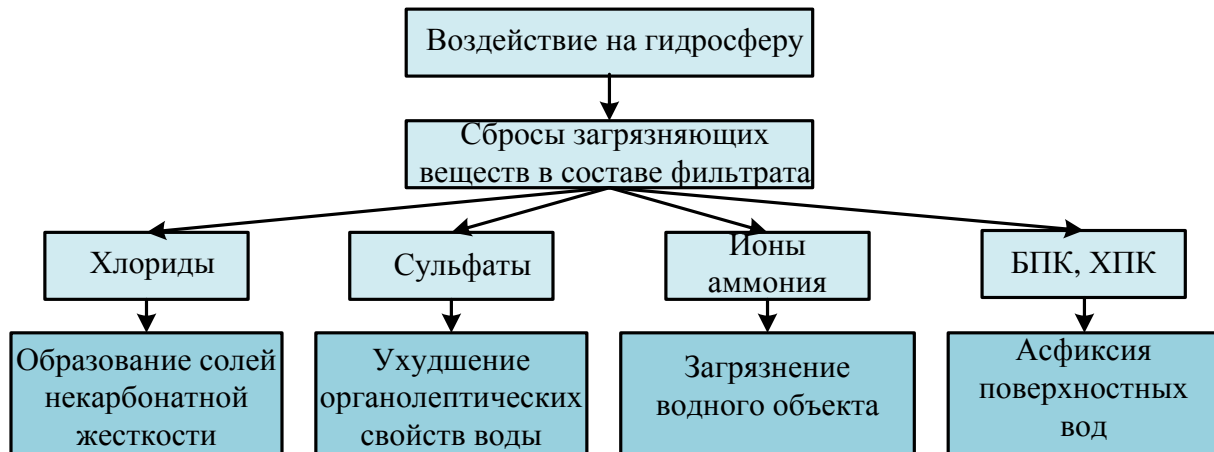 Воздействие на гидросферу
Сбросы загрязняющих
веществ в составе фильтрата
Хлориды
Сульфаты
Ионы
аммония
БПК, ХПК
Образование солей
некарбонатной
жесткости
Ухудшение
органолептических
свойств воды
Загрязнение
водного объекта
Асфиксия
поверхностных
вод